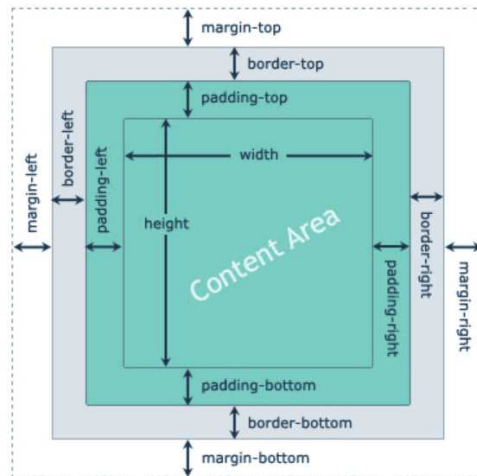 margin-top
border-top
padding-top
margin-left
border-left
padding-left
width
height
Content Area
padding-right
border-right
margin-right
padding-bottom
border-bottom
margin-bottom